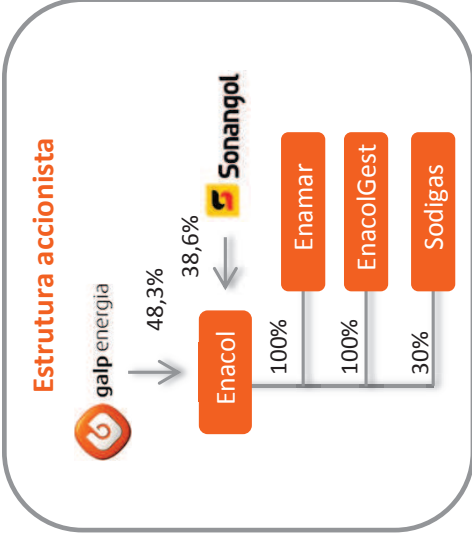 Estrutura accionista
galp energia
48,3%
38,6%
Sonangol
Enacol
100%
Enamar
100%
EnacolGest
30%
Sodigas